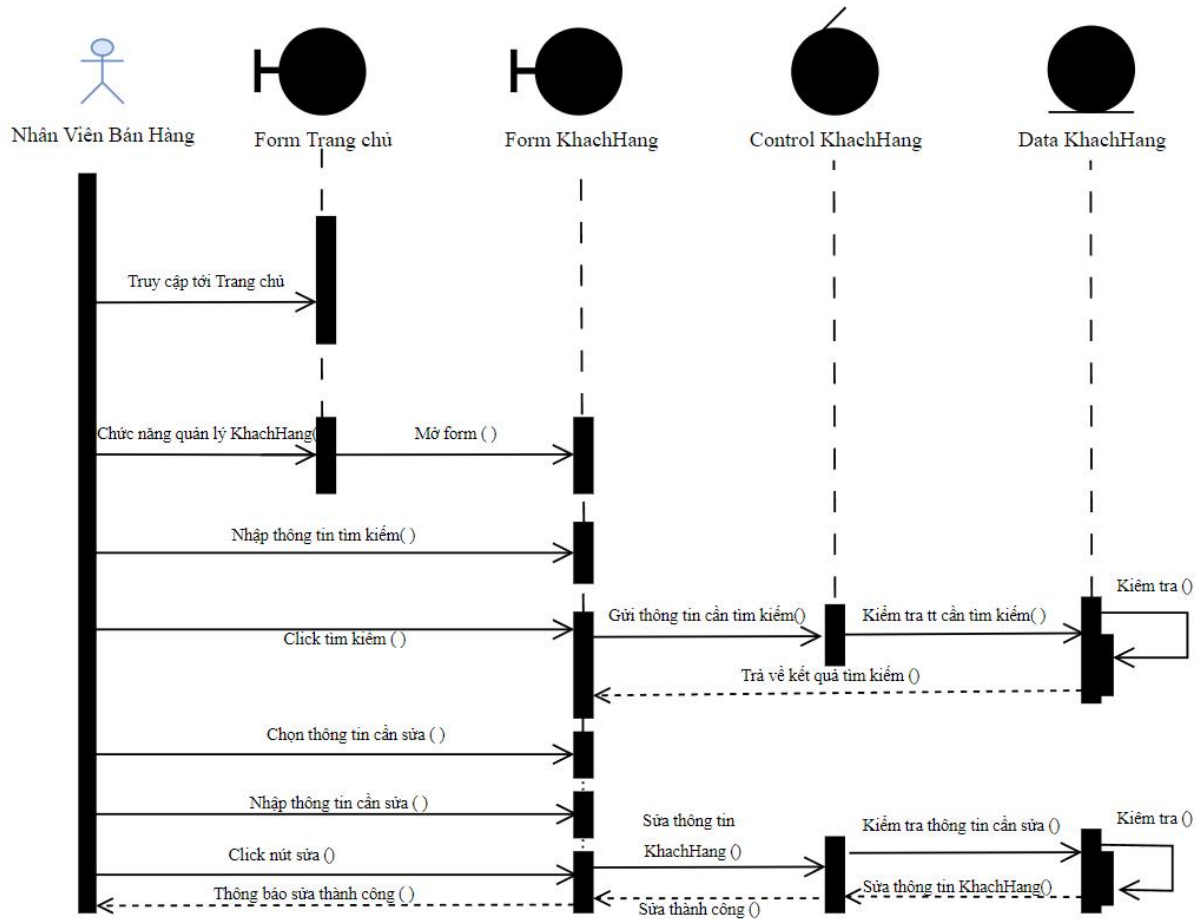 Nhân Viên Bán Hàng
Form Trang chủ
Form KhachHang
Control KhachHang
Data KhachHang
Truy cập tới Trang chủ
Chức năng quản lý KhachHang(
Mở form ( )
Nhập thông tin tìm kiếm( )
Kiêm tra ()
Gửi thông tin cần tìm kiếm()
Kiểm tra tt cần tìm kiếm( )
Click tìm kiêm ( )
Trả về kết quả tìm kiếm ()
Chọn thông tin cần sửa ( )
Nhập thông tin cần sửa ( )
Sửa thông tin
KhachHang ()
Kiểm tra thông tin cần sửa ()
Kiêm tra ()
Click nút sửa ()
Thông báo sửa thành công ( )
Sửa thông tin KhachHang()
Sửa thành công ()